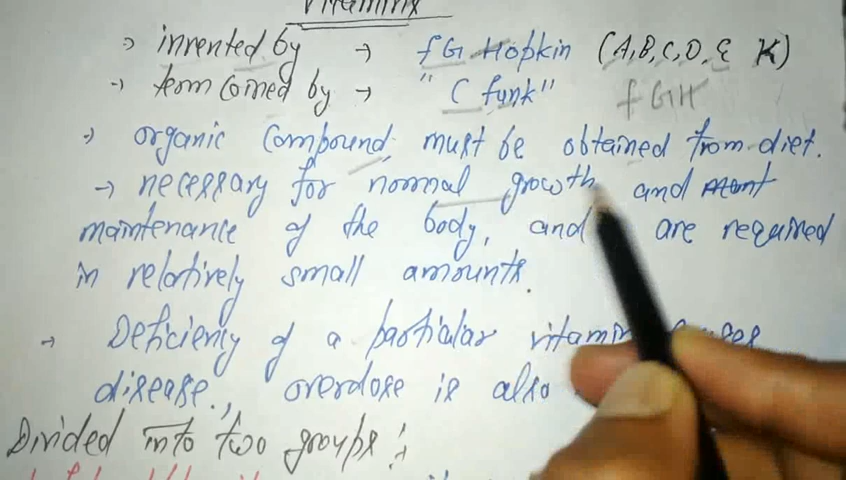 Vitamins
→ invented by → FG Hopkin (A,B,C,D,E K)
→ term coined by → "C funk" FGH
→ organic compound, must be obtained from diet.
→ necessary for normal growth and
maintenance of the body, and are required
in relatively small amounts.
→ Deficiency of a particular vitamin
disease., overdose is also
Divided into two groups :